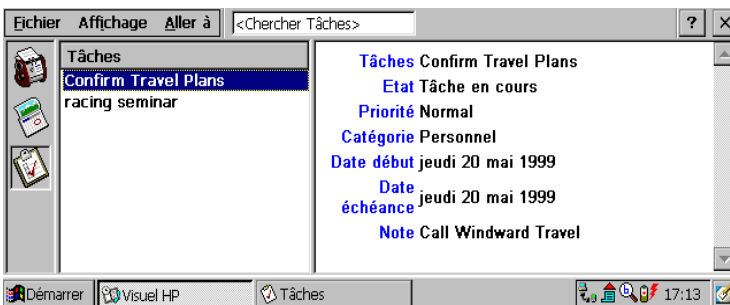 Fichier Affichage Aller à <Chercher Tâches> ? ×
Tâches
Confirm Travel Plans
racing seminar
Tâches Confirm Travel Plans
Etat Tâche en cours
Priorité Normal
Catégorie Personnel
Date début jeudi 20 mai 1999
Date
échéance jeudi 20 mai 1999
Note Call Windward Travel
Démarrer Visuel HP Tâches 17:13